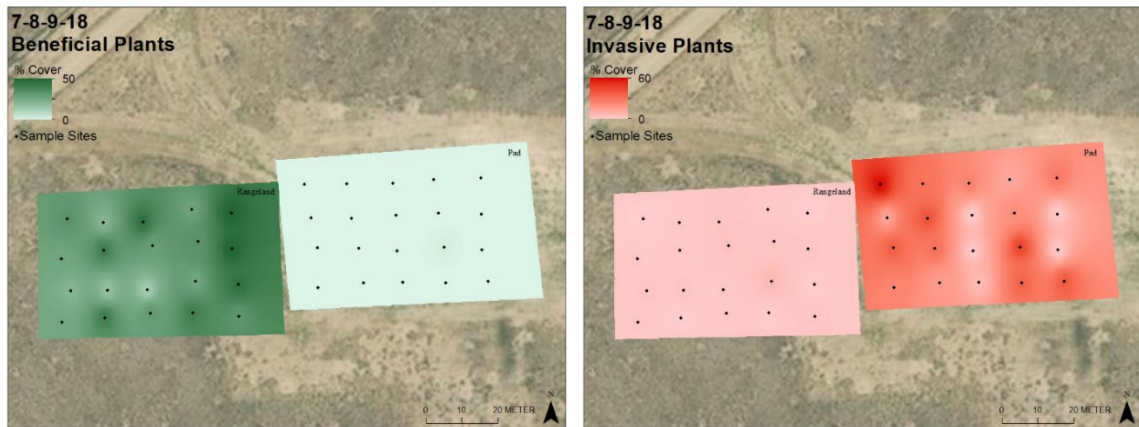 7-8-9-18
Beneficial Plants
% Cover
50
0
•Sample Sites
Rangeland
Pad
N
0 10 20 METER
7-8-9-18
Invasive Plants
% Cover
60
0
•Sample Sites
Rangeland
Pad
N
0 10 20 METER